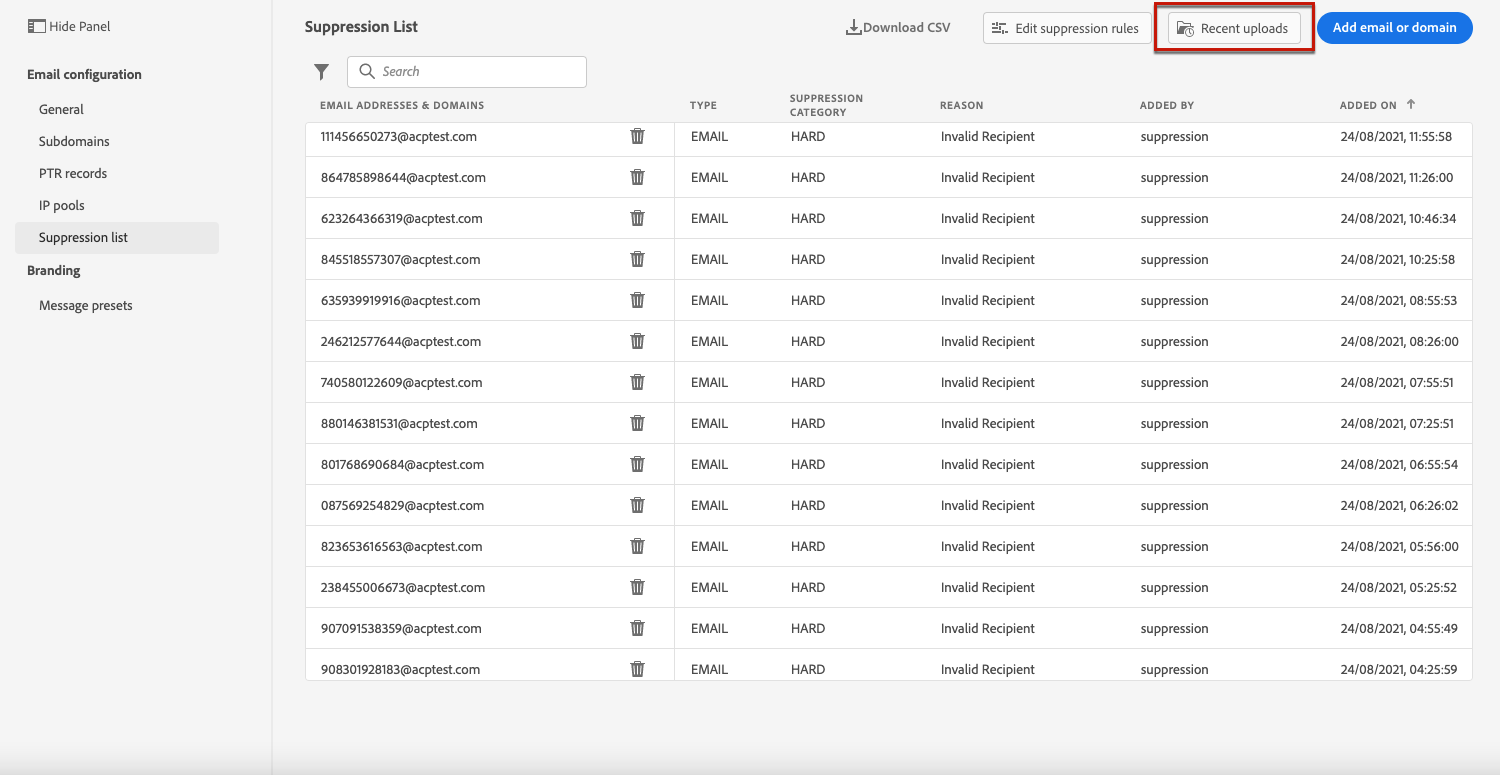 Hide Panel
Email configuration
General
Subdomains
PTR records
IP pools
Suppression list
Branding
Message presets
Suppression List
Download CSV
Edit suppression rules
Recent uploads
Add email or domain
Search
EMAIL ADDRESSES & DOMAINS TYPE SUPPRESSION CATEGORY REASON ADDED BY ADDED ON
111456650273@acptest.com EMAIL HARD Invalid Recipient suppression 24/08/2021, 11:55:58
864785898644@acptest.com EMAIL HARD Invalid Recipient suppression 24/08/2021, 11:26:00
623264366319@acptest.com EMAIL HARD Invalid Recipient suppression 24/08/2021, 10:46:34
845518557307@acptest.com EMAIL HARD Invalid Recipient suppression 24/08/2021, 10:25:58
635939919916@acptest.com EMAIL HARD Invalid Recipient suppression 24/08/2021, 08:55:53
246212577644@acptest.com EMAIL HARD Invalid Recipient suppression 24/08/2021, 08:26:00
740580122609@acptest.com EMAIL HARD Invalid Recipient suppression 24/08/2021, 07:55:51
880146381531@acptest.com EMAIL HARD Invalid Recipient suppression 24/08/2021, 07:25:51
801768690684@acptest.com EMAIL HARD Invalid Recipient suppression 24/08/2021, 06:55:54
087569254829@acptest.com EMAIL HARD Invalid Recipient suppression 24/08/2021, 06:26:02
823653616563@acptest.com EMAIL HARD Invalid Recipient suppression 24/08/2021, 05:56:00
238455006673@acptest.com EMAIL HARD Invalid Recipient suppression 24/08/2021, 05:25:52
907091538359@acptest.com EMAIL HARD Invalid Recipient suppression 24/08/2021, 04:55:49
908301928183@acptest.com EMAIL HARD Invalid Recipient suppression 24/08/2021, 04:25:59